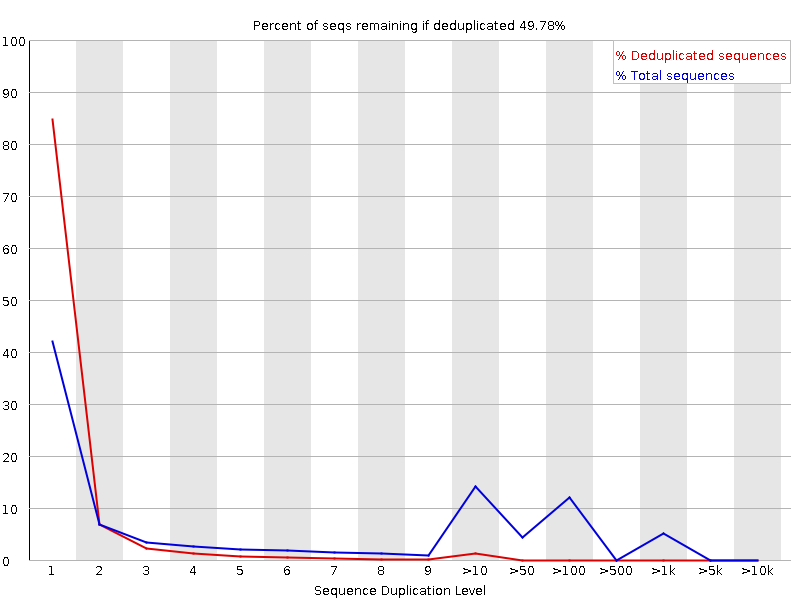 Percent of seqs remaining if deduplicated 49.78%
% Deduplicated sequences
% Total sequences
100
90
80
70
60
50
40
30
20
10
0
1 2 3 4 5 6 7 8 9 >10 >50 >100 >500 >1k >5k >10k
Sequence Duplication Level